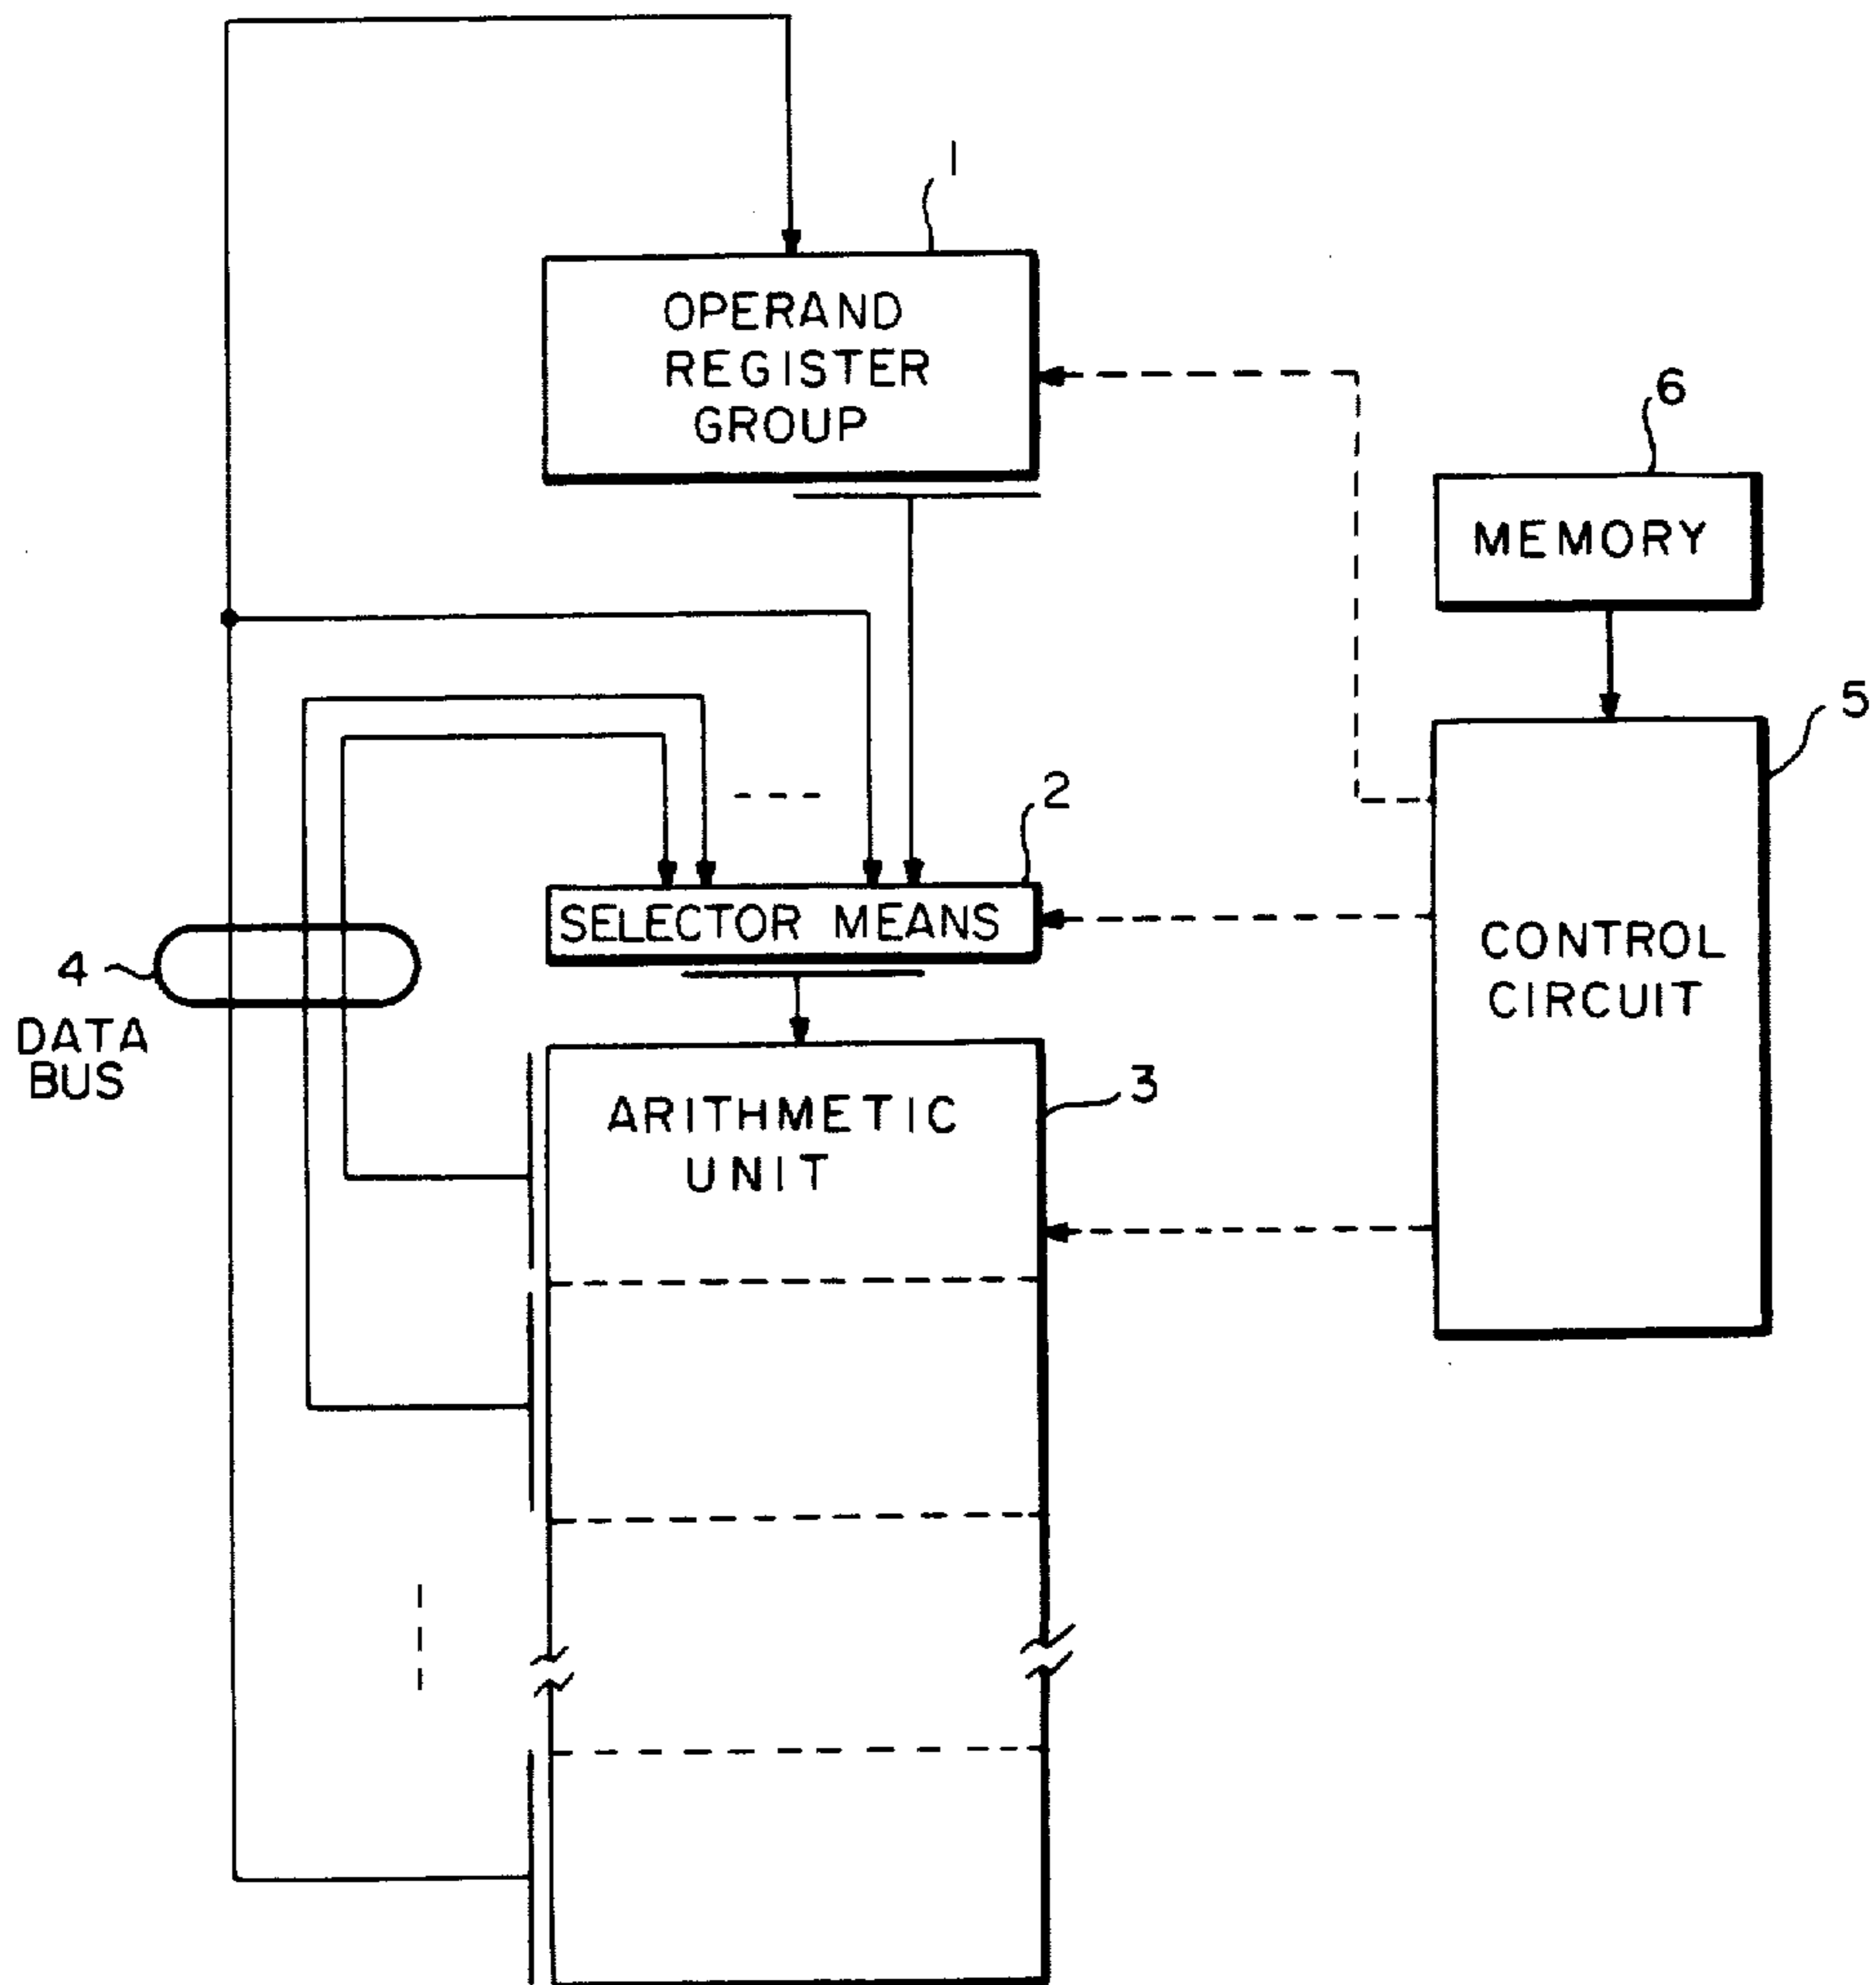 1
OPERAND
REGISTER
GROUP
6
MEMORY
5
2
SELECTOR MEANS
CONTROL
CIRCUIT
4
DATA
BUS
3
ARITHMETIC
UNIT